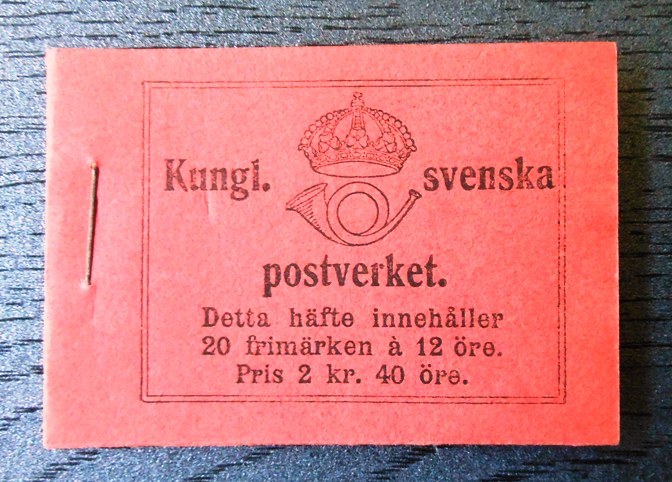 Kungl. svenska
postverket.
Detta häfte innehåller
20 frimärken à 12 öre.
Pris 2 kr. 40 öre.